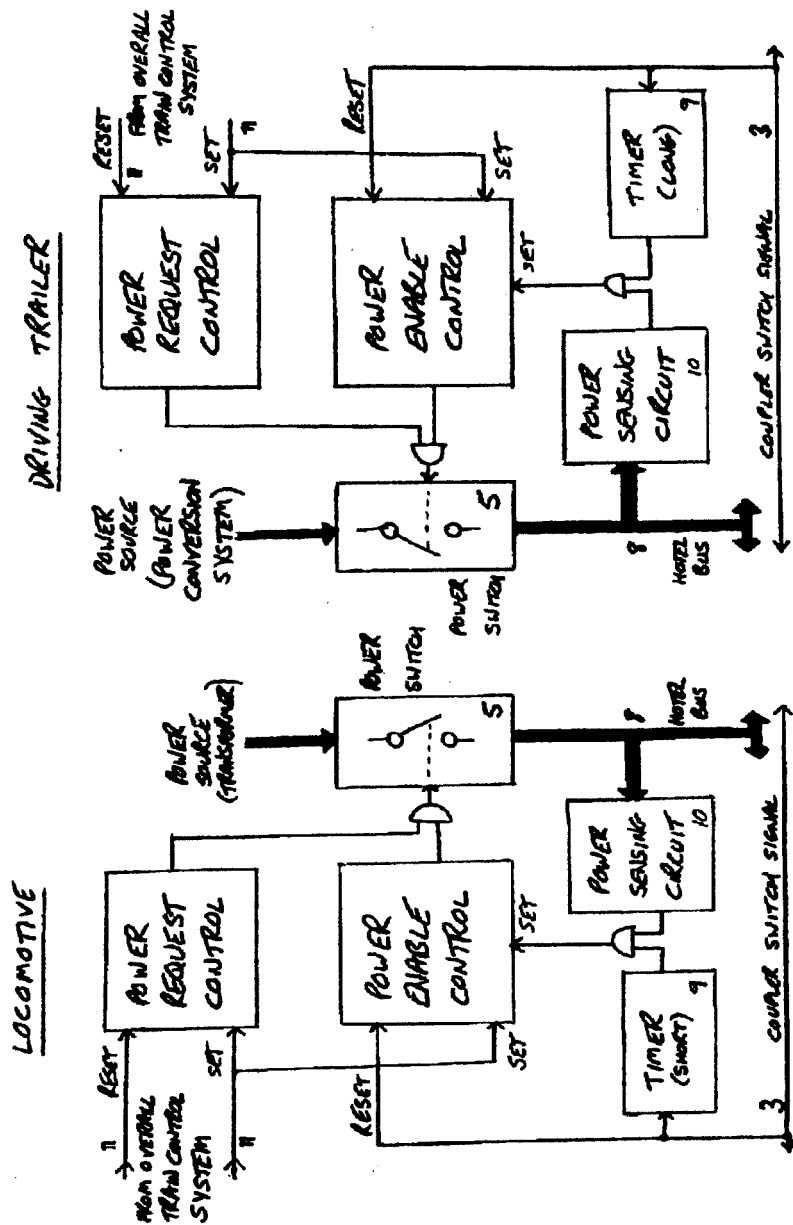 LOCOMOTIVE
RESET
11
FROM OVERALL
TRAIN CONTROL
SYSTEM
SET
11
POWER
REQUEST
CONTROL
POWER
SOURCE
(TRANSFORMER)
RESET
SET
POWER
ENABLE
CONTROL
SET
POWER
SWITCH
5
TIMER
(SHORT)
9
POWER
SENSING
CIRCUIT
10
8
HOTEL
BUS
3
COUPLER SWITCH SIGNAL
DRIVING TRAILER
POWER
SOURCE
(POWER
CONVERSION
SYSTEM)
POWER
REQUEST
CONTROL
RESET
11
FROM OVERALL
TRAIN CONTROL
SYSTEM
SET
11
POWER
SWITCH
5
POWER
ENABLE
CONTROL
RESET
SET
SET
8
HOTEL
BUS
POWER
SENSING
CIRCUIT
10
TIMER
(LONG)
9
COUPLER SWITCH SIGNAL
3